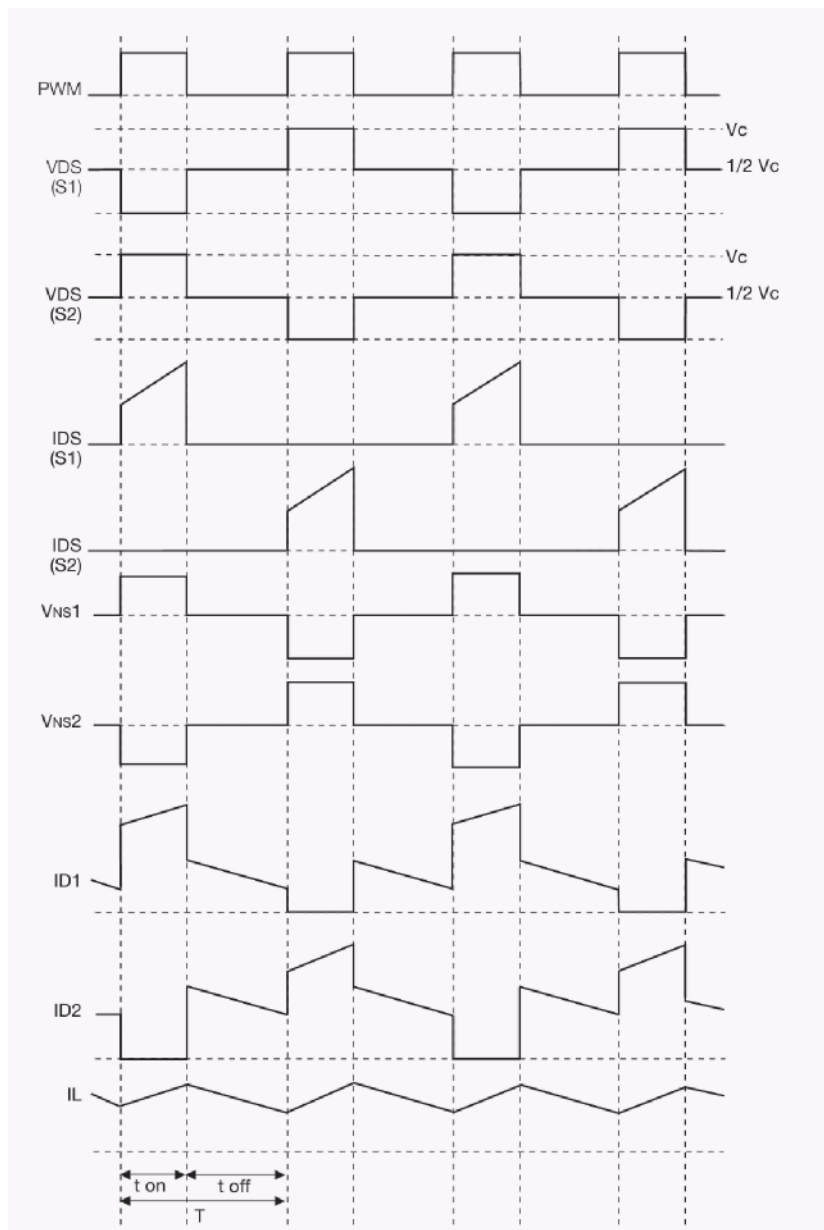 PWM
Vc
VDS
(S1)
1/2 Vc
Vc
VDS
(S2)
1/2 Vc
IDS
(S1)
IDS
(S2)
VNS1
VNS2
ID1
ID2
IL
t on
t off
T